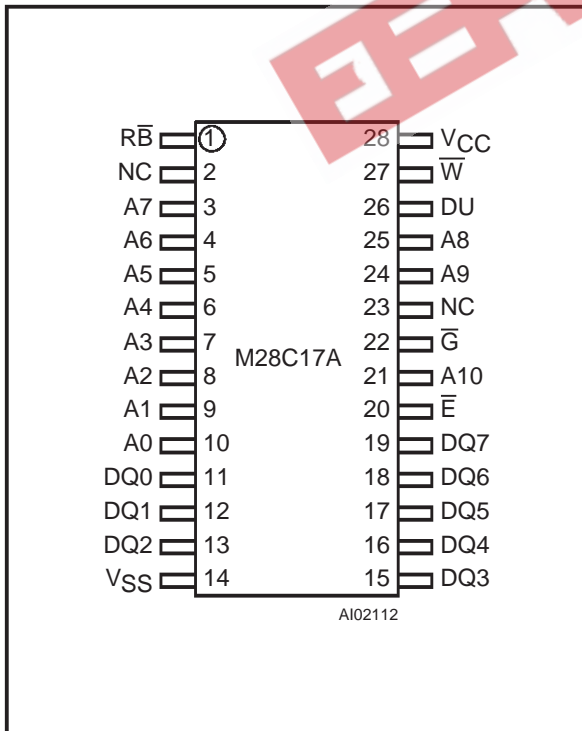 RB̅ 1 28 VCC
NC 2 27 W̅
A7 3 26 DU
A6 4 25 A8
A5 5 24 A9
A4 6 23 NC
A3 7 22 G̅
M28C17A
A2 8 21 A10
A1 9 20 E̅
A0 10 19 DQ7
DQ0 11 18 DQ6
DQ1 12 17 DQ5
DQ2 13 16 DQ4
VSS 14 15 DQ3
AI02112